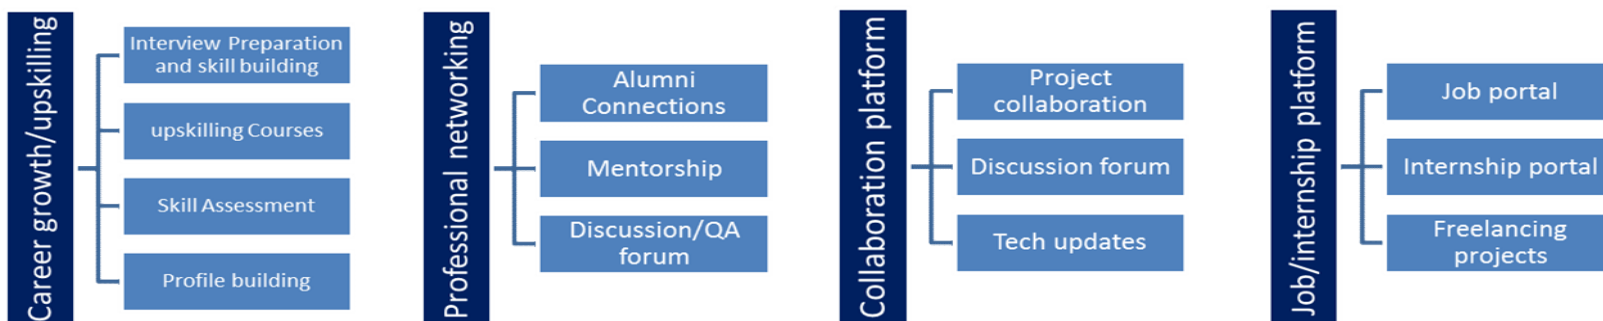 Career growth/upskilling
Interview Preparation
and skill building
upskilling Courses
Skill Assessment
Profile building
Professional networking
Alumni
Connections
Mentorship
Discussion/QA
forum
Collaboration platform
Project
collaboration
Discussion forum
Tech updates
Job/internship platform
Job portal
Internship portal
Freelancing
projects